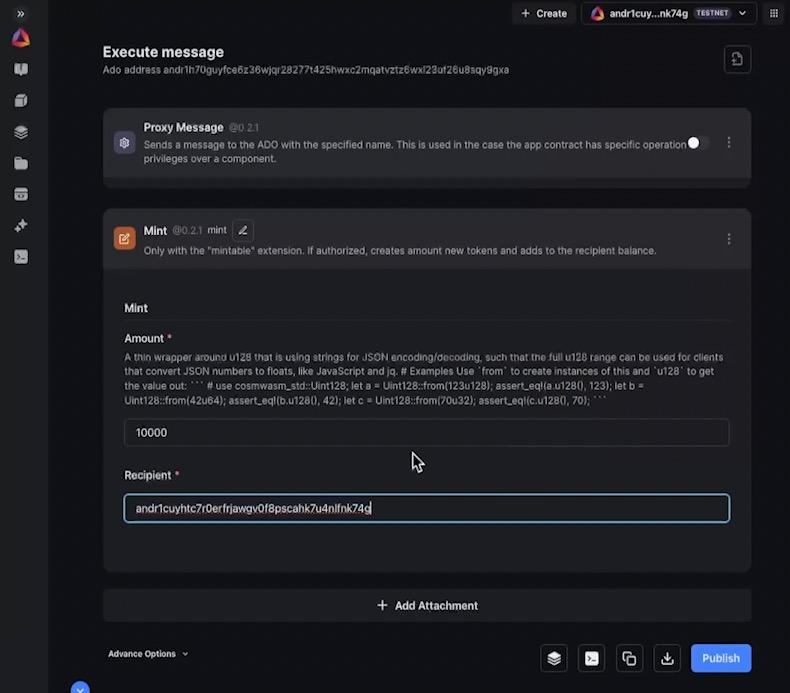 Create
andr1cuy...nk74g TESTNET
Execute message
Ado address andr1h70guyfce6z36wjqr28277t425hwxc2mqatvztz6wxl23uf26u8sqy9gxa
Proxy Message @0.2.1
Sends a message to the ADO with the specified name. This is used in the case the app contract has specific operation
privileges over a component.
Mint @0.2.1 mint
Only with the "mintable" extension. If authorized, creates amount new tokens and adds to the recipient balance.
Mint
Amount *
A thin wrapper around u128 that is using strings for JSON encoding/decoding, such that the full u128 range can be used for clients
that convert JSON numbers to floats, like JavaScript and jq. # Examples Use `from` to create instances of this and `u128` to get
the value out: ``` # use cosmwasm_std::Uint128; let a = Uint128::from(123u128); assert_eq!(a.u128(), 123); let b =
Uint128::from(42u64); assert_eq!(b.u128(), 42); let c = Uint128::from(70u32); assert_eq!(c.u128(), 70); ```
10000
Recipient *
andr1cuyhtc7r0erfrjawgv0f8pscahk7u4nlfnk74g
+ Add Attachment
Advance Options
Publish